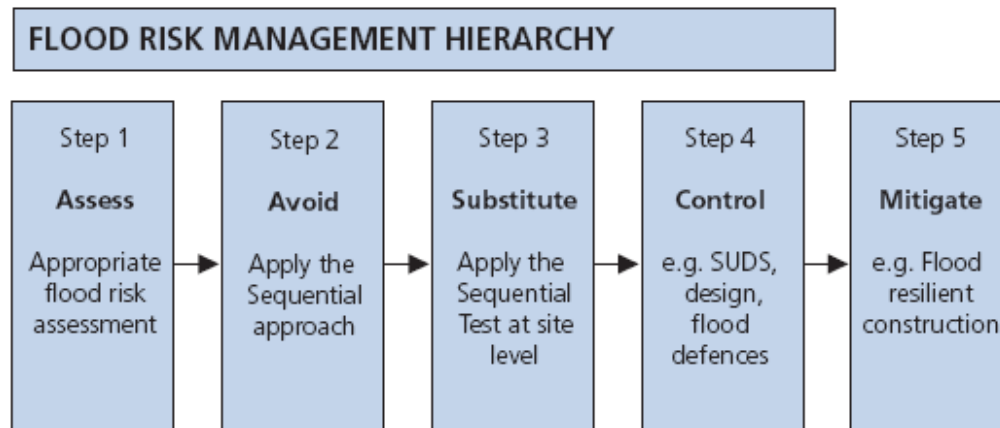 FLOOD RISK MANAGEMENT HIERARCHY
Step 1
Assess
Appropriate
flood risk
assessment
Step 2
Avoid
Apply the
Sequential
approach
Step 3
Substitute
Apply the
Sequential
Test at site
level
Step 4
Control
e.g. SUDS,
design,
flood
defences
Step 5
Mitigate
e.g. Flood
resilient
construction